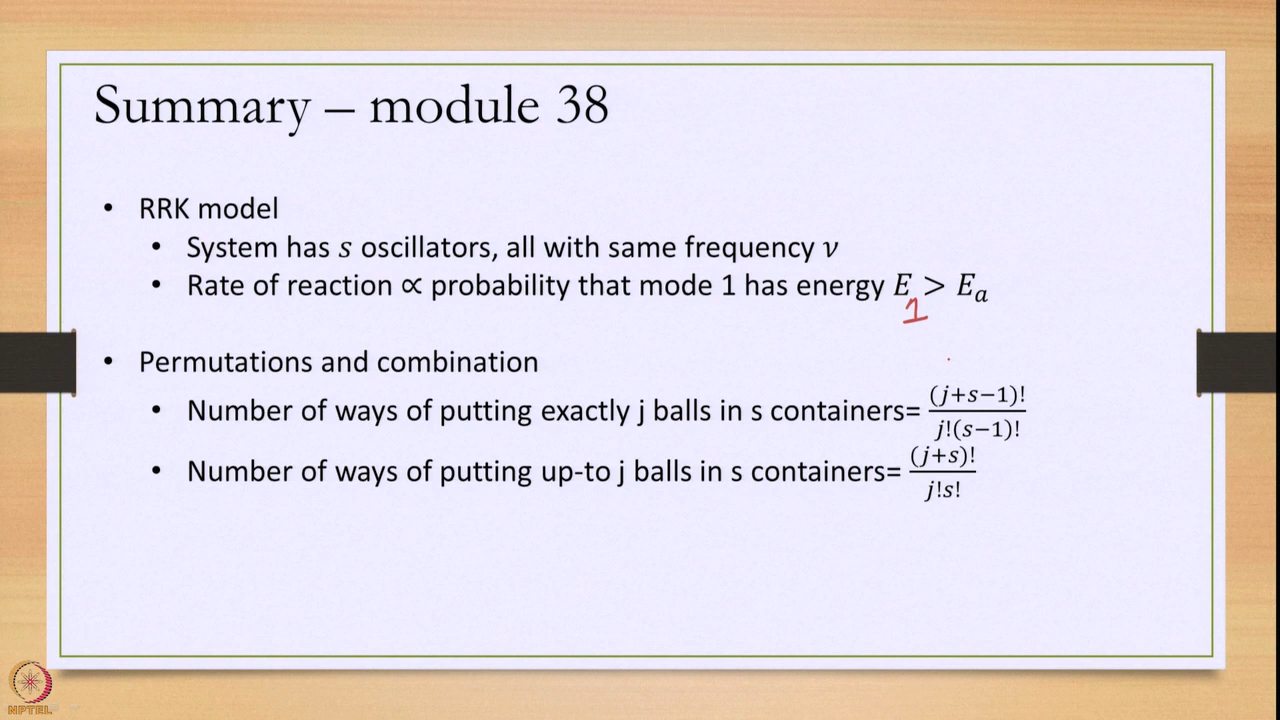 Summary – module 38
• RRK model
• System has s oscillators, all with same frequency ν
• Rate of reaction ∝ probability that mode 1 has energy E > Eₐ
1
• Permutations and combination
• Number of ways of putting exactly j balls in s containers= (j+s−1)!/j!(s−1)!
• Number of ways of putting up-to j balls in s containers= (j+s)!/j!s!
NPTEL